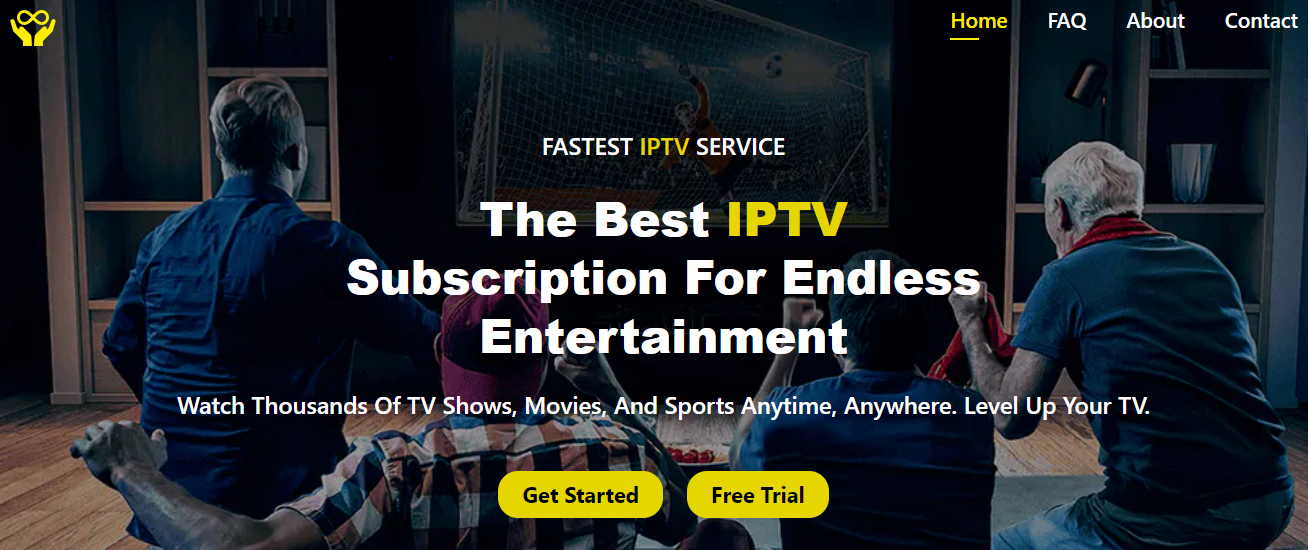 Home FAQ About Contact
FASTEST IPTV SERVICE
The Best IPTV
Subscription For Endless
Entertainment
Watch Thousands Of TV Shows, Movies, And Sports Anytime, Anywhere. Level Up Your TV.
Get Started Free Trial